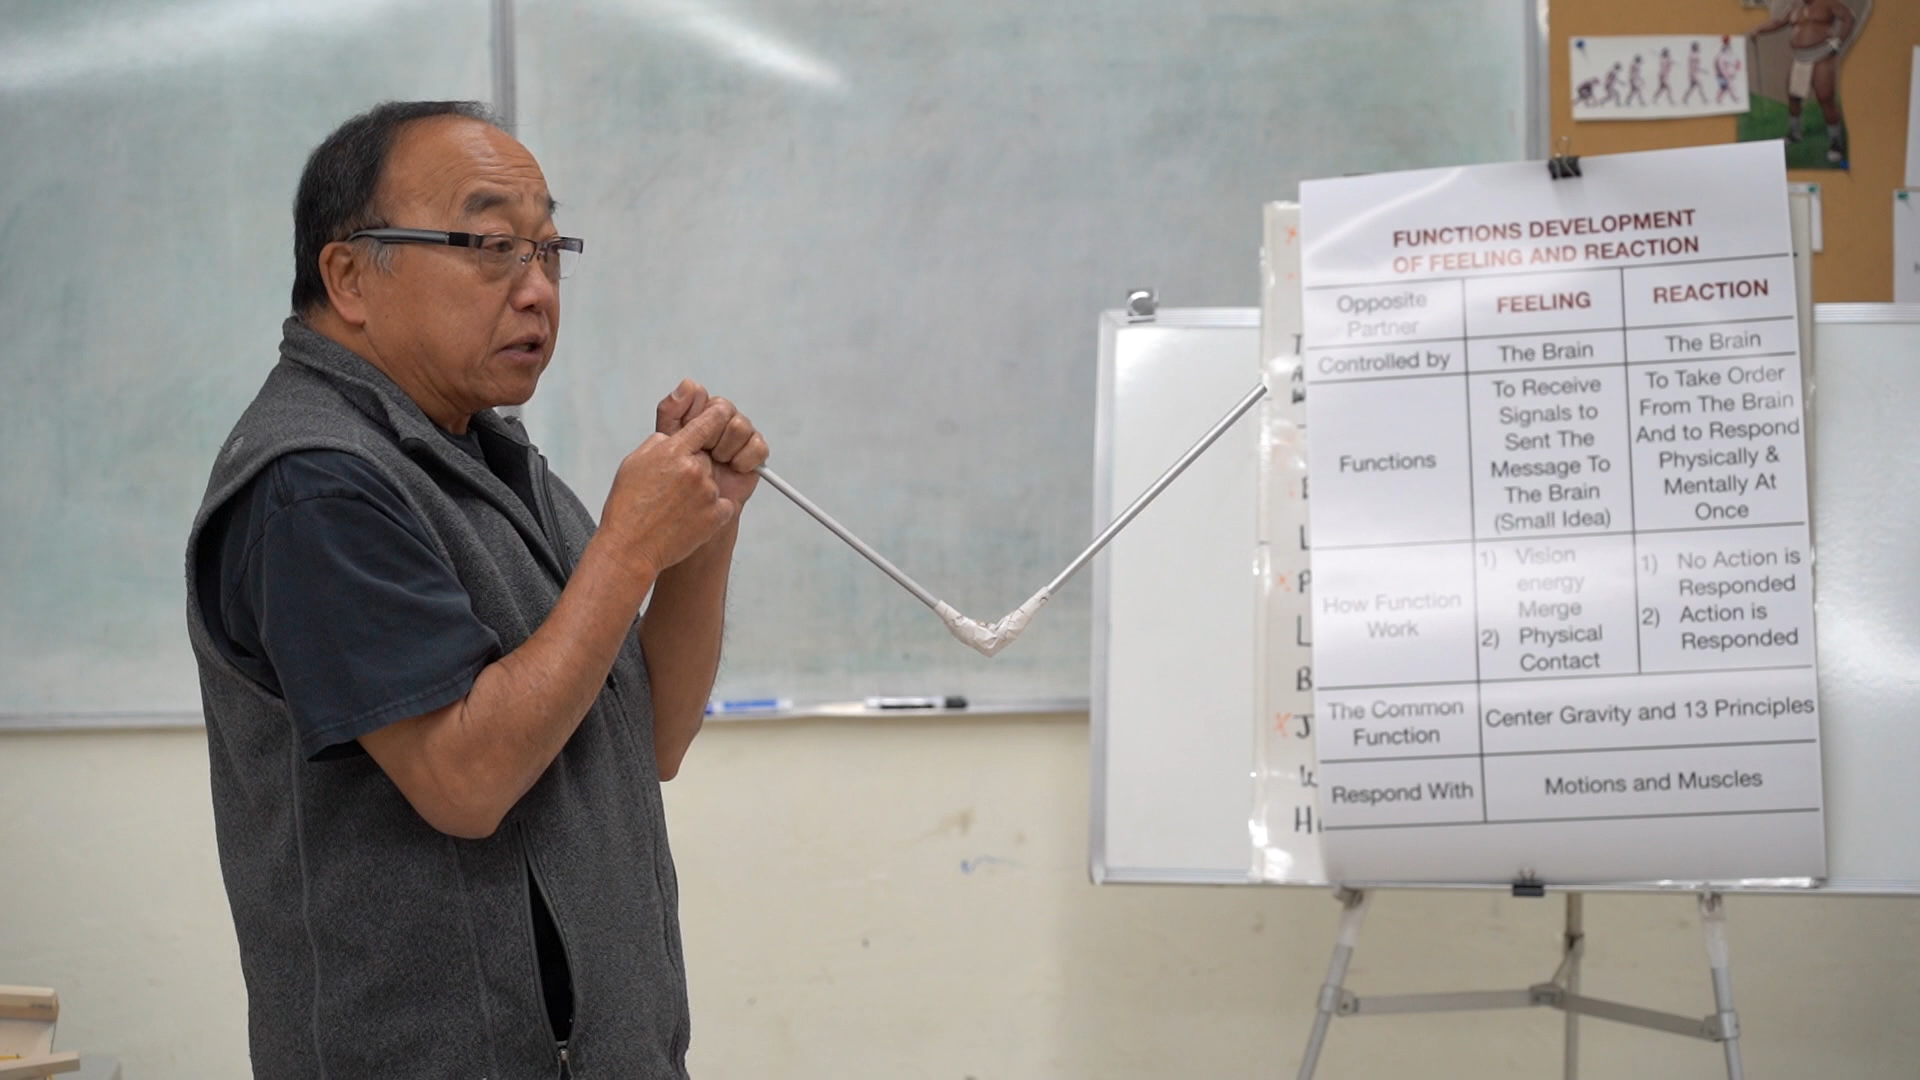 FUNCTIONS DEVELOPMENT
OF FEELING AND REACTION
Opposite
Partner
FEELING
REACTION
Controlled by
The Brain
The Brain
Functions
To Receive
Signals to
Sent The
Message To
The Brain
(Small Idea)
To Take Order
From The Brain
And to Respond
Physically &
Mentally At
Once
How Function
Work
1) Vision
energy
Merge
2) Physical
Contact
1) No Action is
Responded
2) Action is
Responded
The Common
Function
Center Gravity and 13 Principles
Respond With
Motions and Muscles